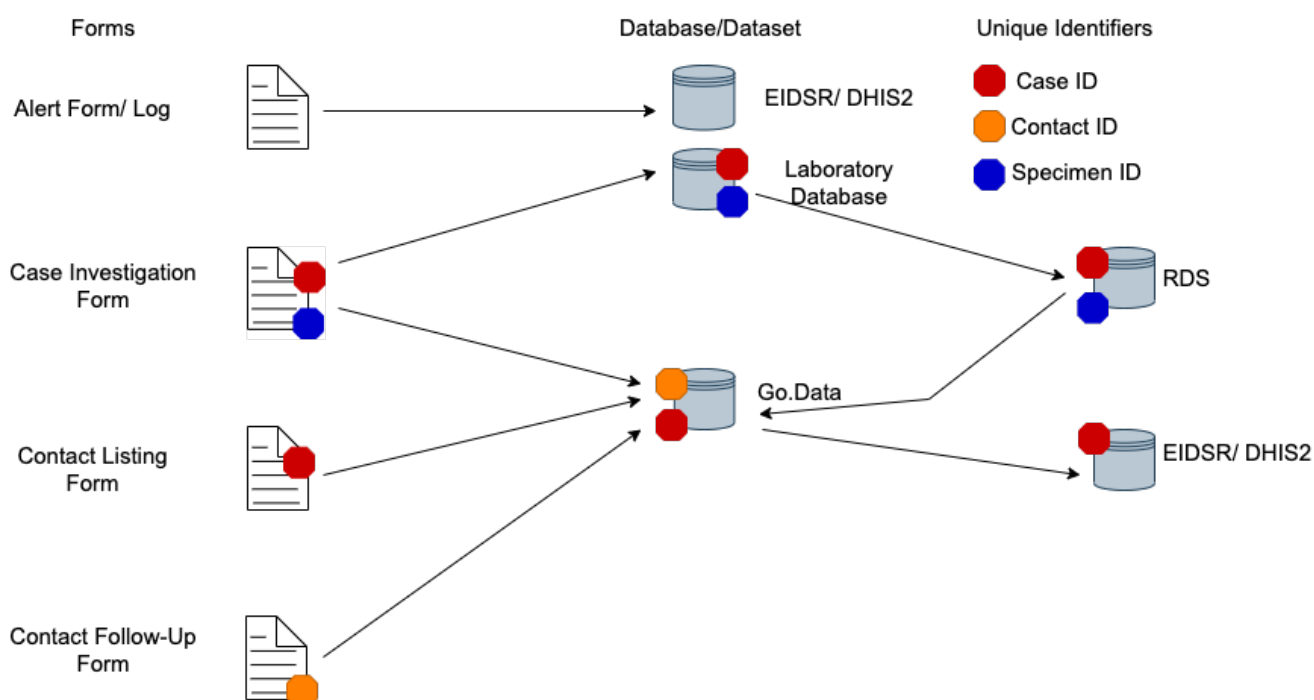 Forms
Database/Dataset
Unique Identifiers
Alert Form/ Log
EIDSR/ DHIS2
Case ID
Contact ID
Specimen ID
Laboratory
Database
Case Investigation
Form
RDS
Go.Data
Contact Listing
Form
EIDSR/ DHIS2
Contact Follow-Up
Form